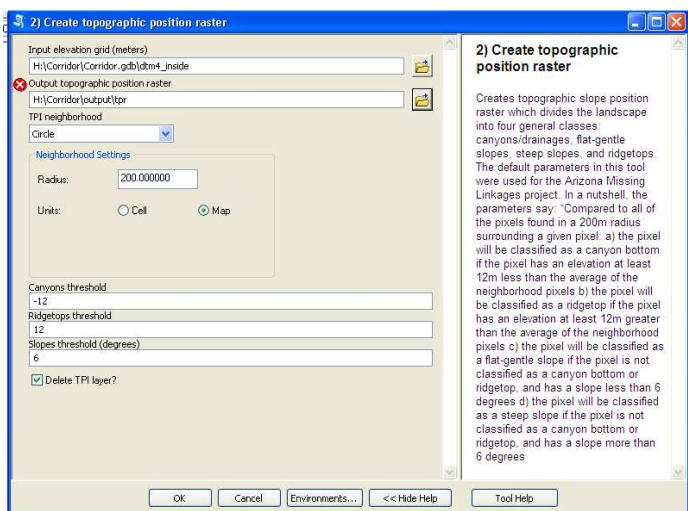 2) Create topographic position raster
Input elevation grid (meters)
H:\Corridor\Corridor.gdb\dtm4_inside
Output topographic position raster
H:\Corridor\output\tpr
TPI neighborhood
Circle
Neighborhood Settings
Radius: 200.000000
Units: Cell Map
Canyons threshold
-12
Ridgetops threshold
12
Slopes threshold (degrees)
6
Delete TPI layer?
OK Cancel Environments... << Hide Help Tool Help
2) Create topographic
position raster
Creates topographic slope position
raster which divides the landscape
into four general classes:
canyons/drainages, flat-gentle
slopes, steep slopes, and ridgetops.
The default parameters in this tool
were used for the Arizona Missing
Linkages project. In a nutshell, the
parameters say: "Compared to all of
the pixels found in a 200m radius
surrounding a given pixel: a) the pixel
will be classified as a canyon bottom
if the pixel has an elevation at least
12m less than the average of the
neighborhood pixels b) the pixel will
be classified as a ridgetop if the pixel
has an elevation at least 12m greater
than the average of the neighborhood
pixels c) the pixel will be classified as
a flat-gentle slope if the pixel is not
classified as a canyon bottom or
ridgetop, and has a slope less than 6
degrees d) the pixel will be classified
as a steep slope if the pixel is not
classified as a canyon bottom or
ridgetop, and has a slope more than
6 degrees